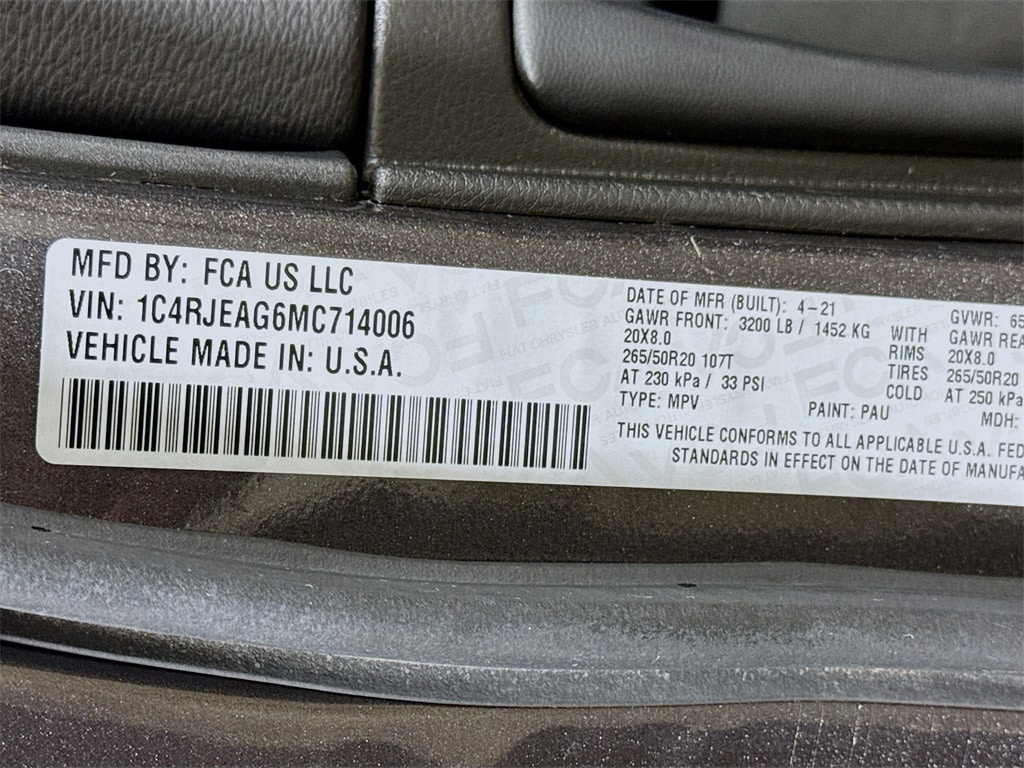 MFD BY: FCA US LLC
VIN: 1C4RJEAG6MC714006
VEHICLE MADE IN: U.S.A.
DATE OF MFR (BUILT): 4-21 GVWR: 65
GAWR FRONT: 3200 LB / 1452 KG WITH GAWR REA
20X8.0 RIMS 20X8.0
265/50R20 107T TIRES 265/50R20
AT 230 kPa / 33 PSI COLD AT 250 kPa
TYPE: MPV PAINT: PAU MDH:
THIS VEHICLE CONFORMS TO ALL APPLICABLE U.S.A. FED
STANDARDS IN EFFECT ON THE DATE OF MANUFA